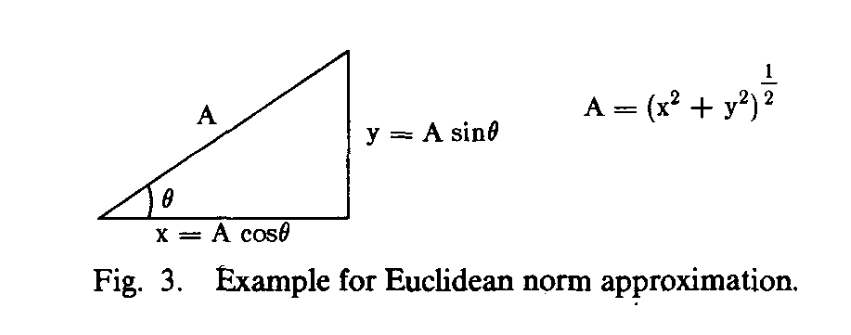 A
θ
y = A sinθ
x = A cosθ
A = (x² + y²)^(1/2)
Fig. 3. Example for Euclidean norm approximation.